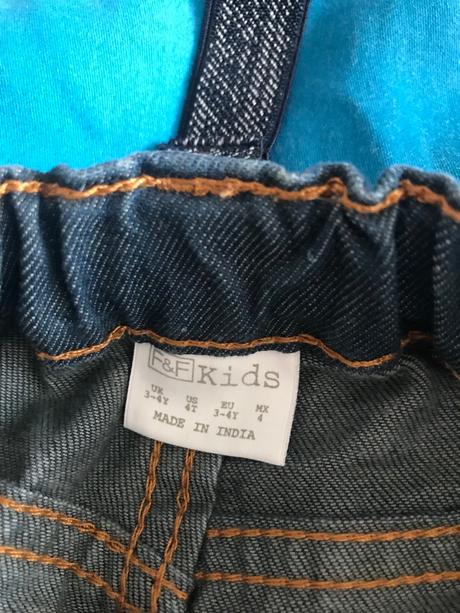 F&F Kids
UK US EU MX
3-4Y 4T 3-4Y 4
MADE IN INDIA